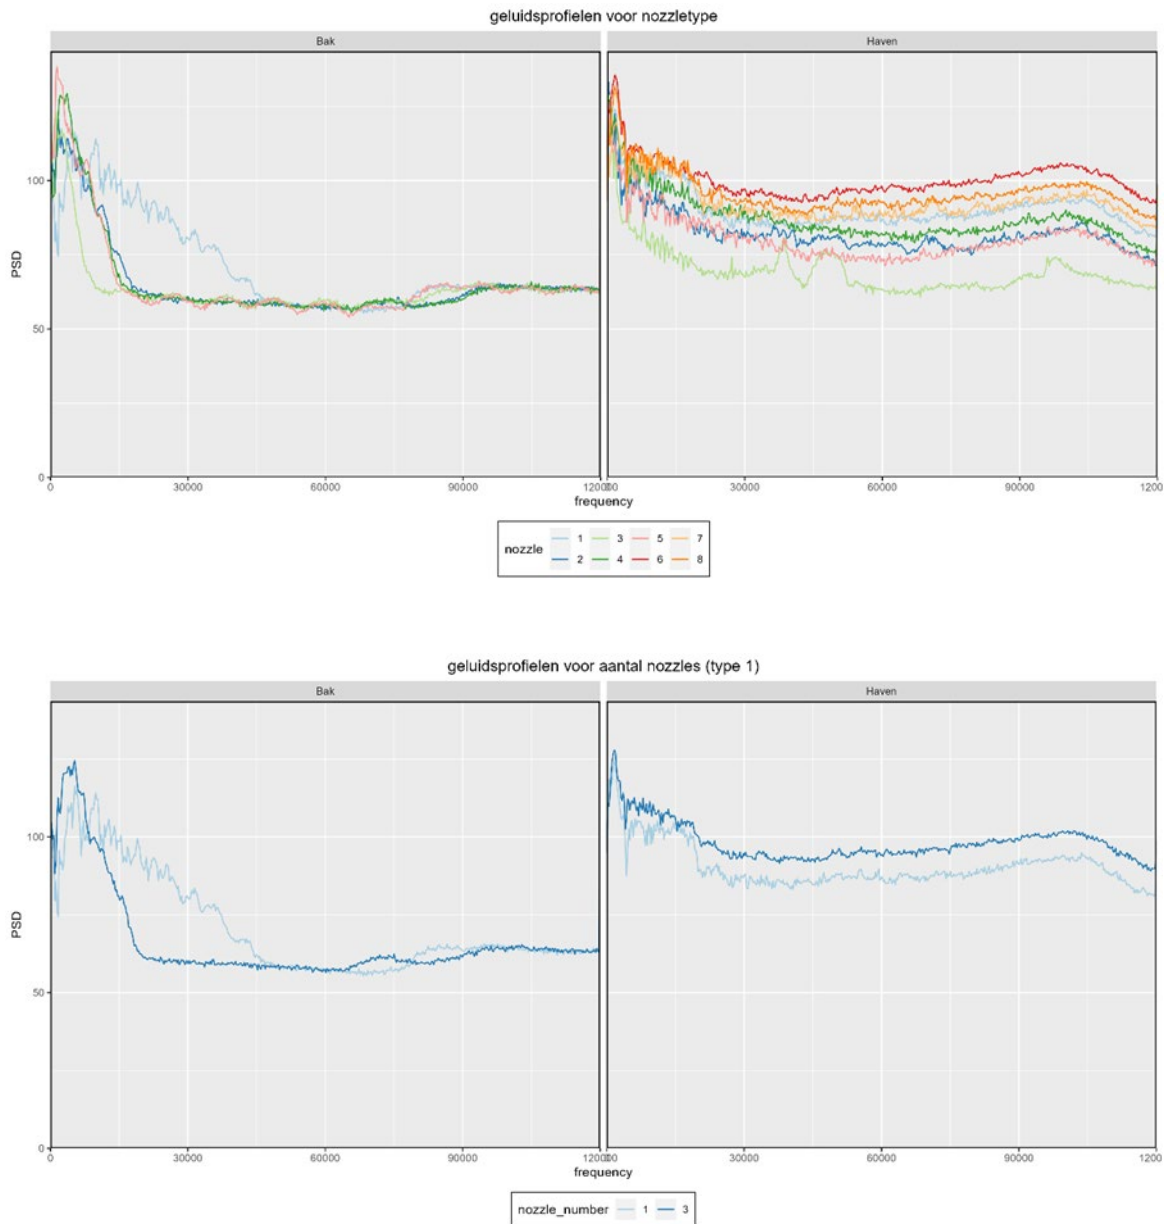 geluidsprofielen voor nozzletype
Bak
Haven
PSD
100
50
0
0 30000 60000 90000 120000
30000 60000 90000 1200
frequency
nozzle 1 3 5 7
2 4 6 8
geluidsprofielen voor aantal nozzles (type 1)
Bak
Haven
PSD
100
50
0
0 30000 60000 90000 120000
30000 60000 90000 1200
frequency
nozzle_number 1 3